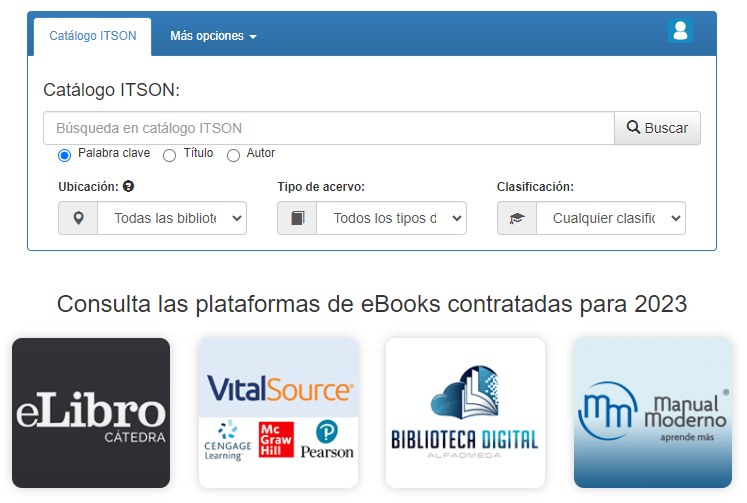 Catálogo ITSON Más opciones
Catálogo ITSON:
Búsqueda en catálogo ITSON Buscar
Palabra clave Título Autor
Ubicación: Tipo de acervo: Clasificación:
Todas las bibliote Todos los tipos d Cualquier clasific
Consulta las plataformas de eBooks contratadas para 2023
eLibro
CÁTEDRA
VitalSource®
CENGAGE
Learning™
Mc
Graw
Hill
Pearson
BIBLIOTECA DIGITAL
ALFAOMEGA
mm Manual ®
Moderno
aprende más